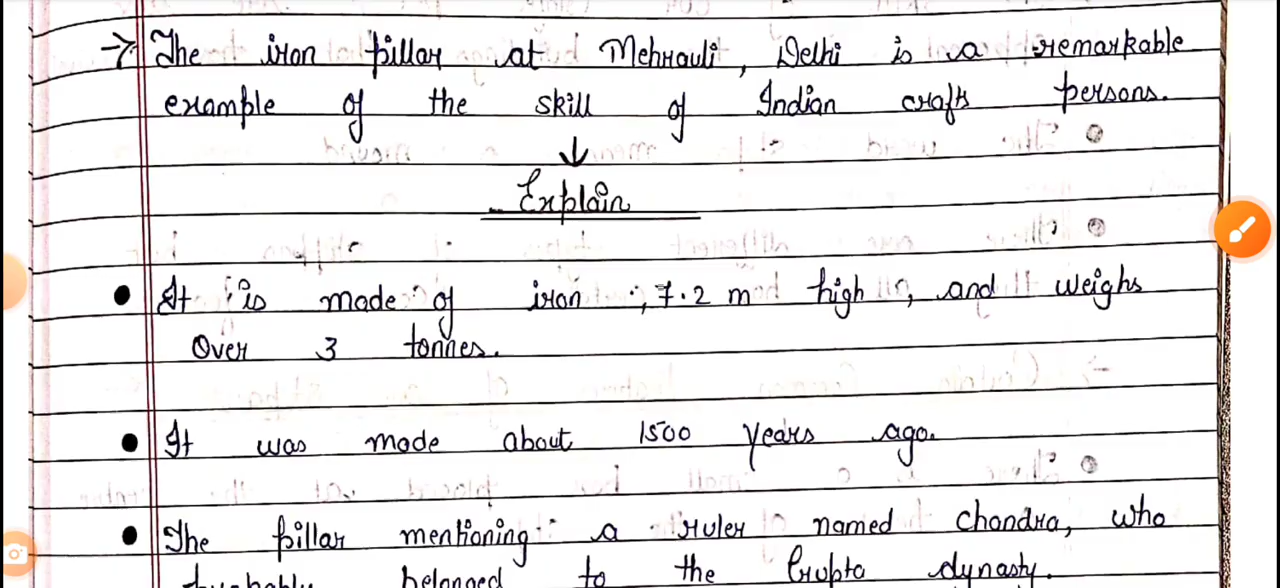 → The iron pillar at Mehrauli, Delhi is a remarkable
example of the skill of Indian crafts persons.
↓
Explain
● It is made of iron, 7.2 m high, and weighs
Over 3 tonnes.
● It was made about 1500 years ago.
● The pillar mentioning a ruler named Chandra, who
probably belonged to the Gupta dynasty.